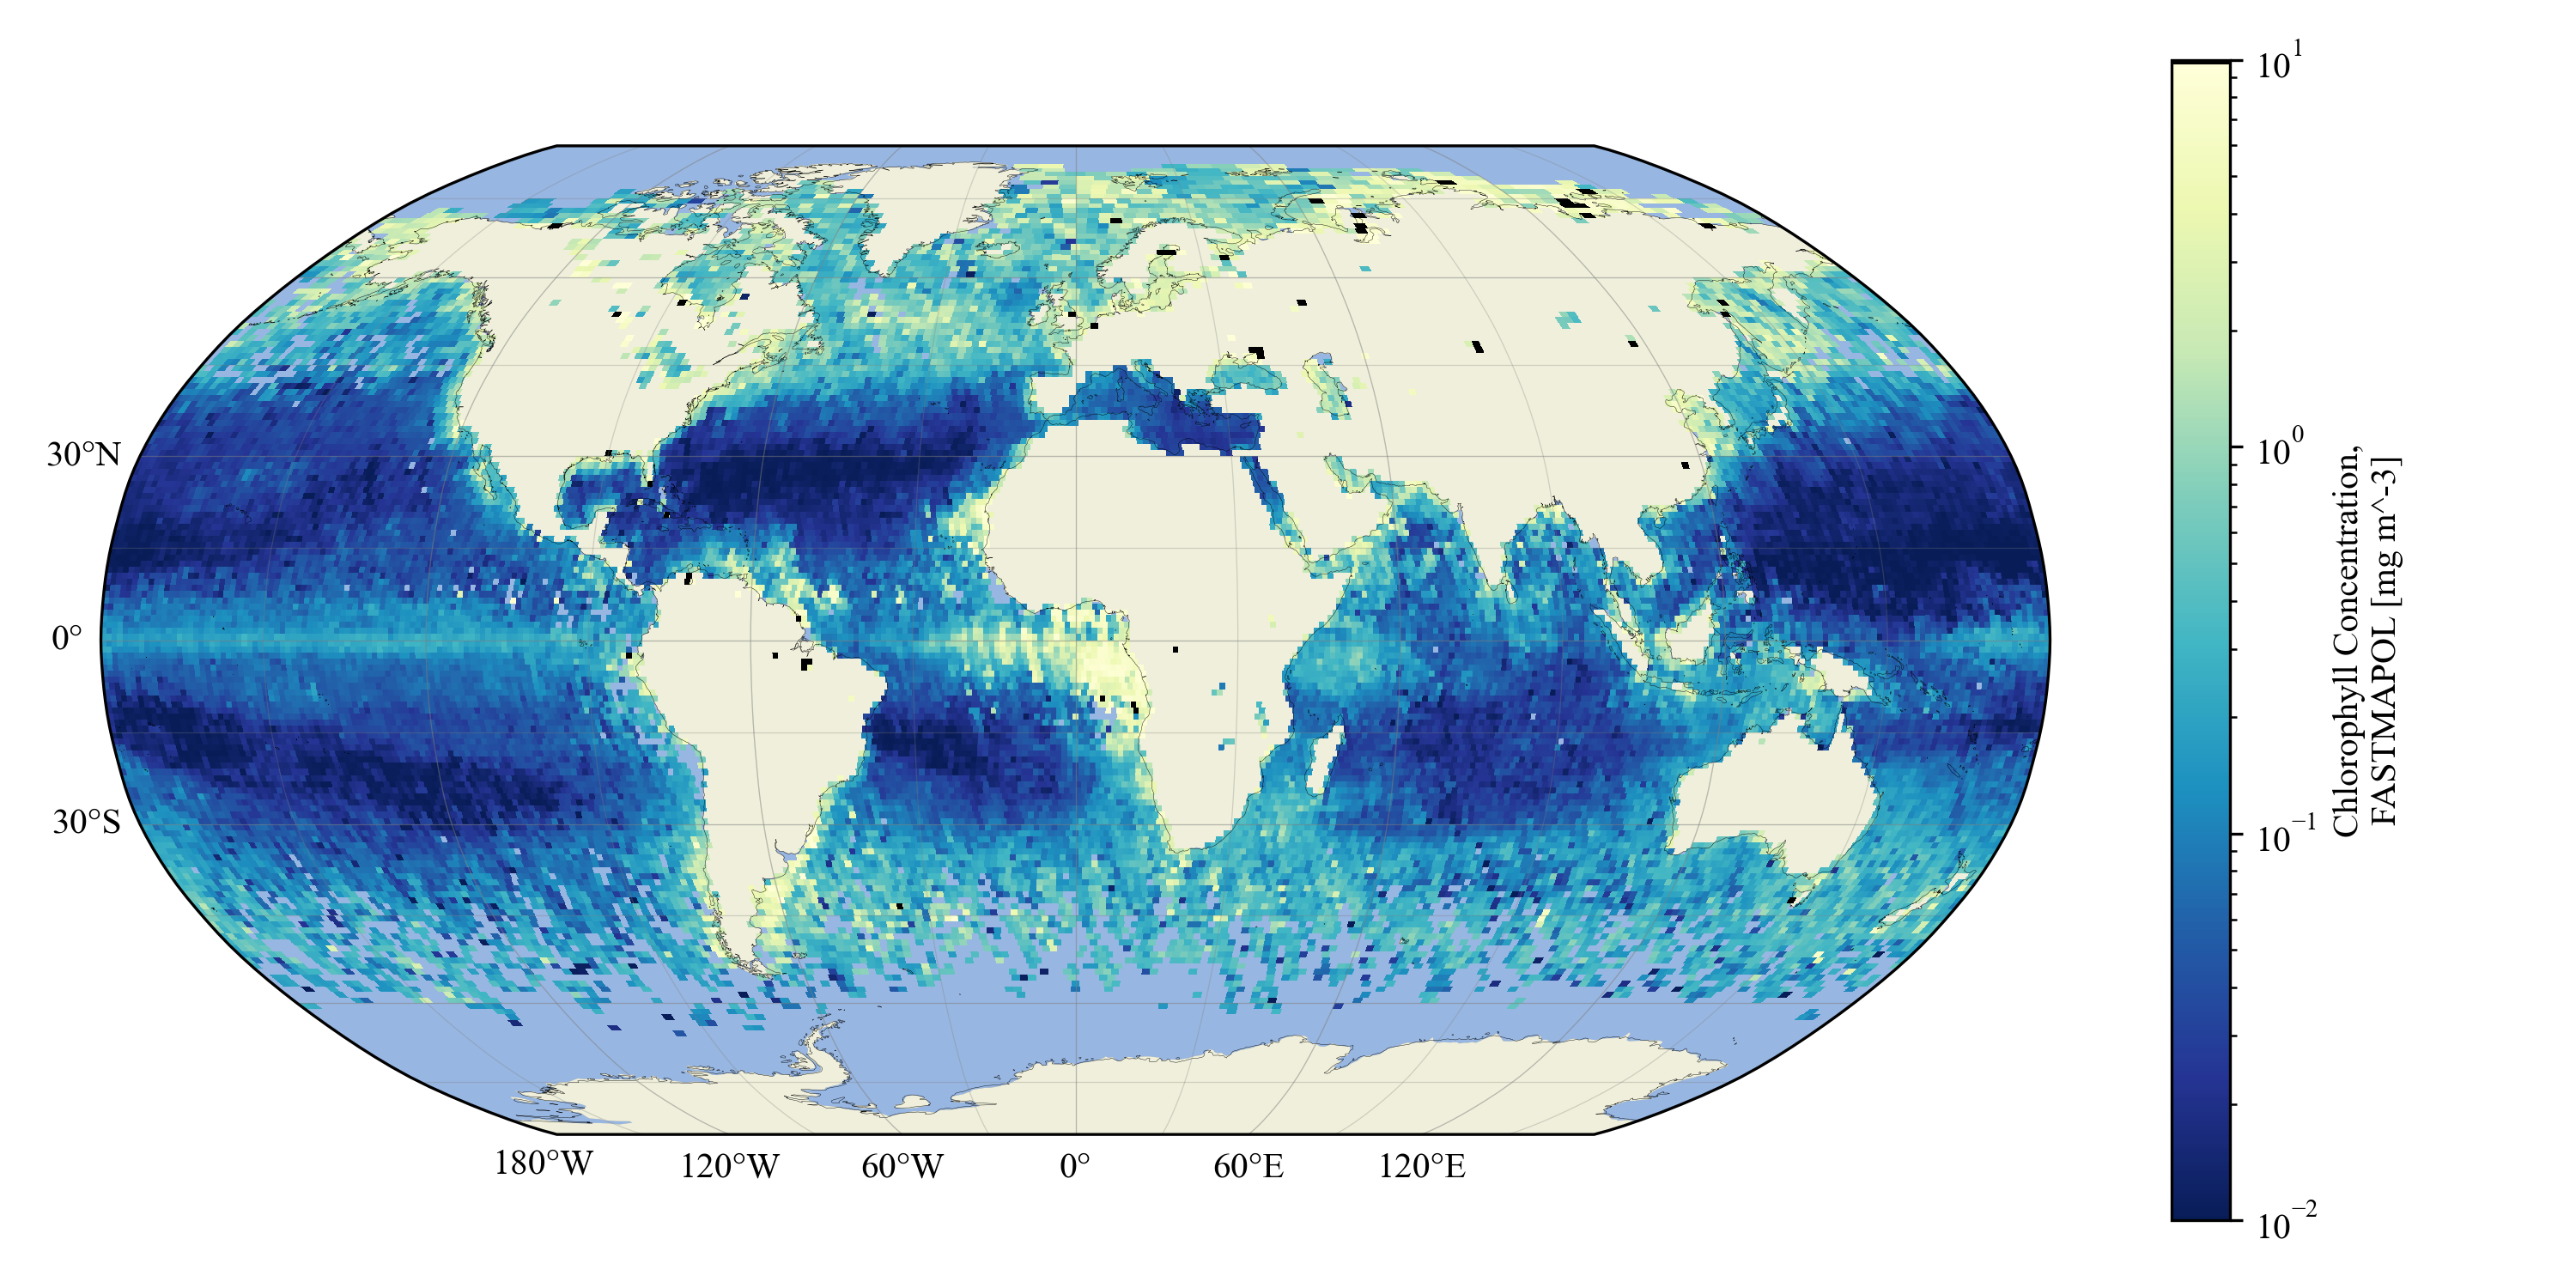 30°N
0°
30°S
180°W
120°W
60°W
0°
60°E
120°E
10^1
10^0
10^−1
10^−2
Chlorophyll Concentration,
FASTMAPOL [mg m^-3]